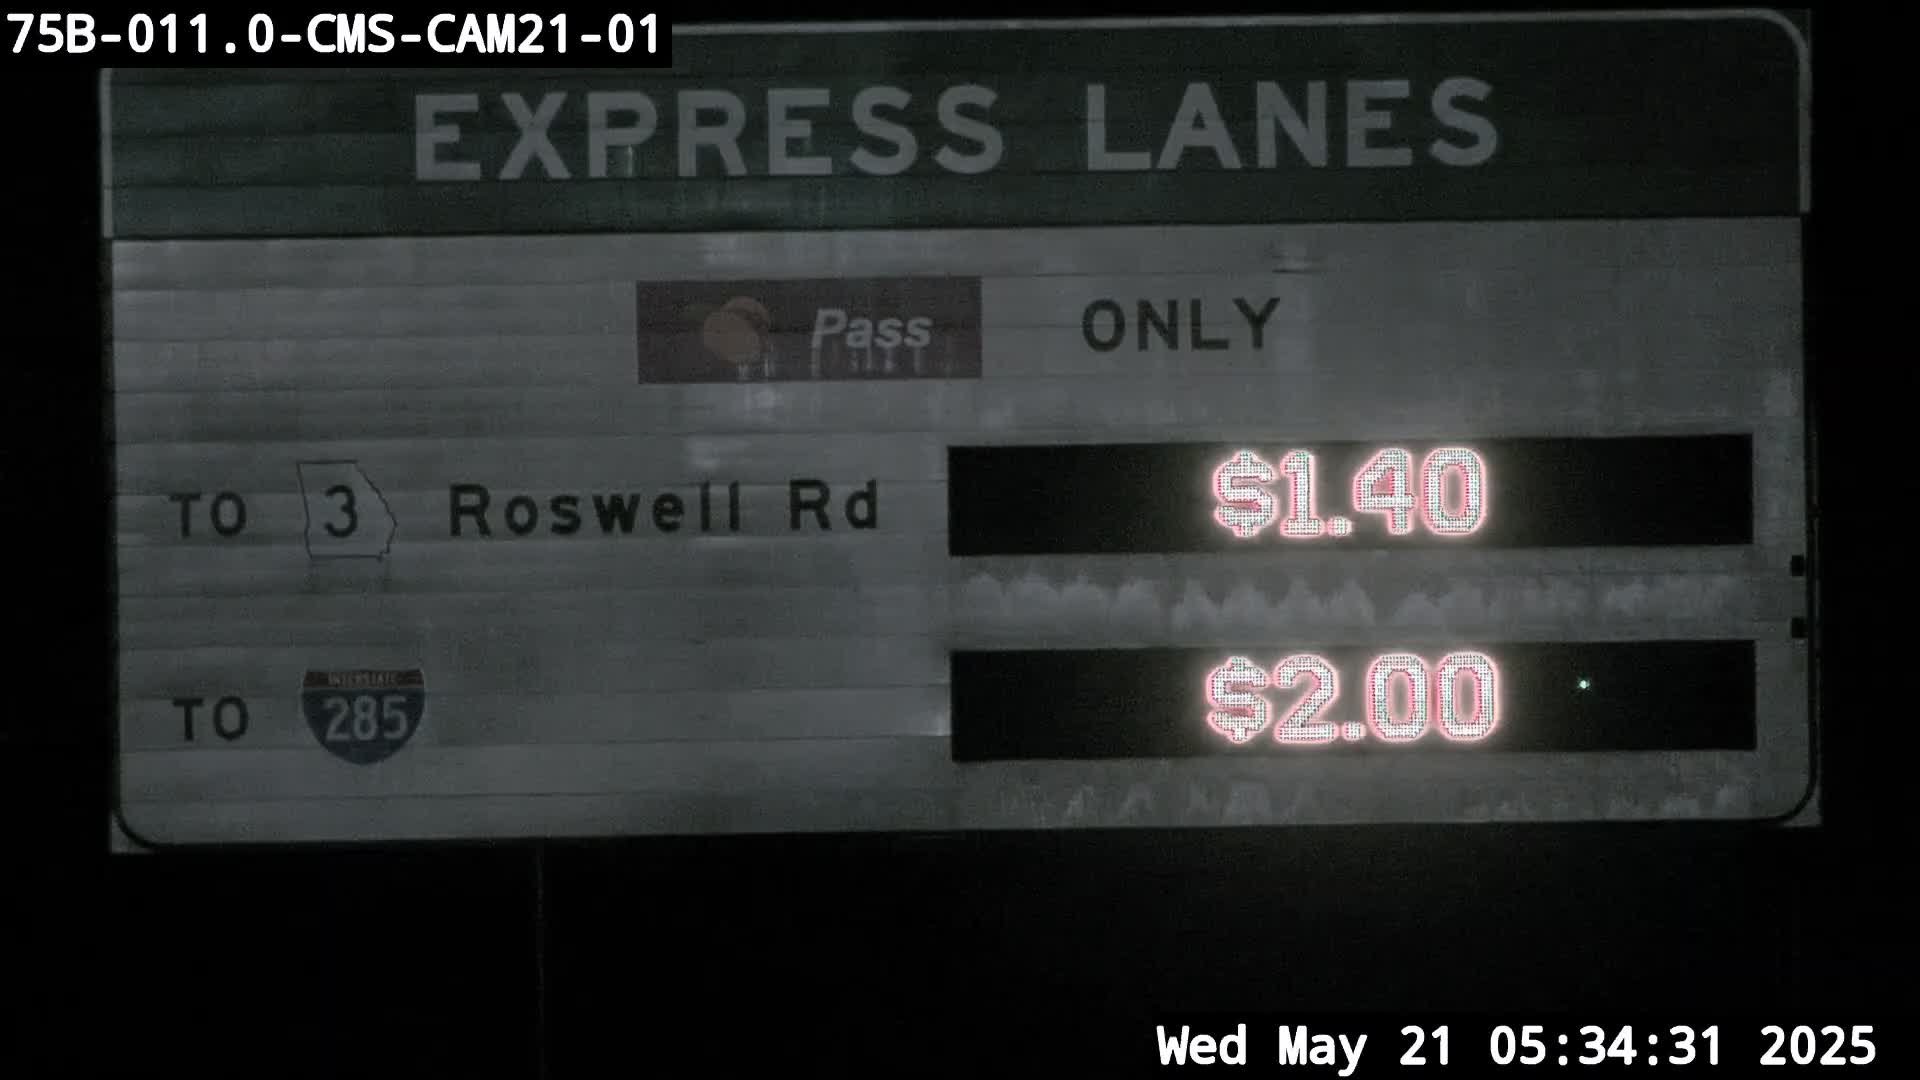 75B-011.0-CMS-CAM21-01
EXPRESS LANES
Pass ONLY
TO 3 Roswell Rd $1.40
INTERSTATE
TO 285 $2.00
Wed May 21 05:34:31 2025